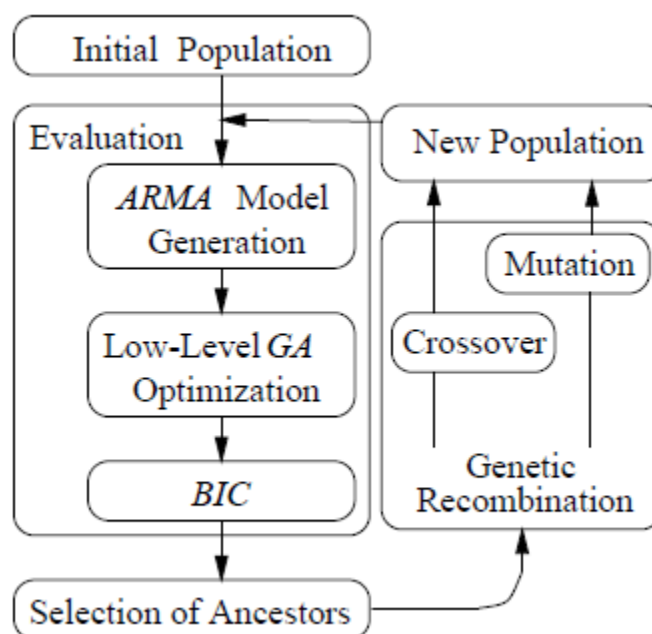 Initial Population
Evaluation
ARMA Model
Generation
Low-Level GA
Optimization
BIC
Selection of Ancestors
New Population
Mutation
Crossover
Genetic
Recombination